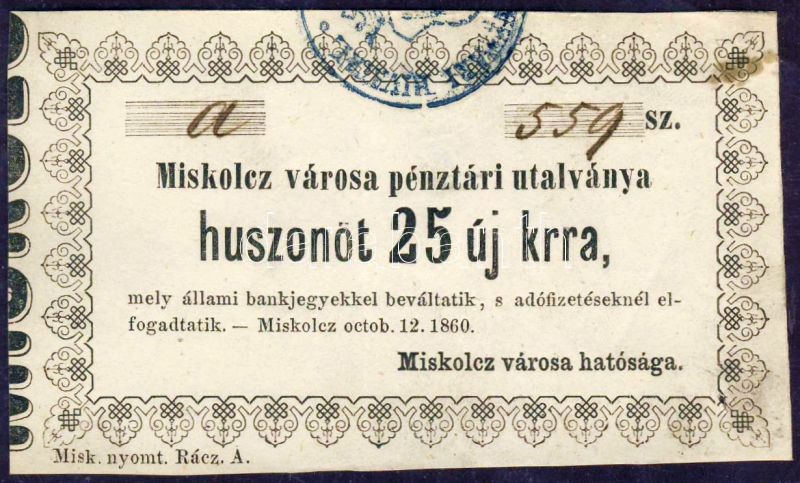 a 559 sz.
Miskolcz városa pénztári utalványa
huszonöt 25 új krra,
mely állami bankjegyekkel beváltatik, s adófizetéseknél el-
fogadtatik. — Miskolcz octob. 12. 1860.
Miskolcz városa hatósága.
Misk. nyomt. Rácz. A.